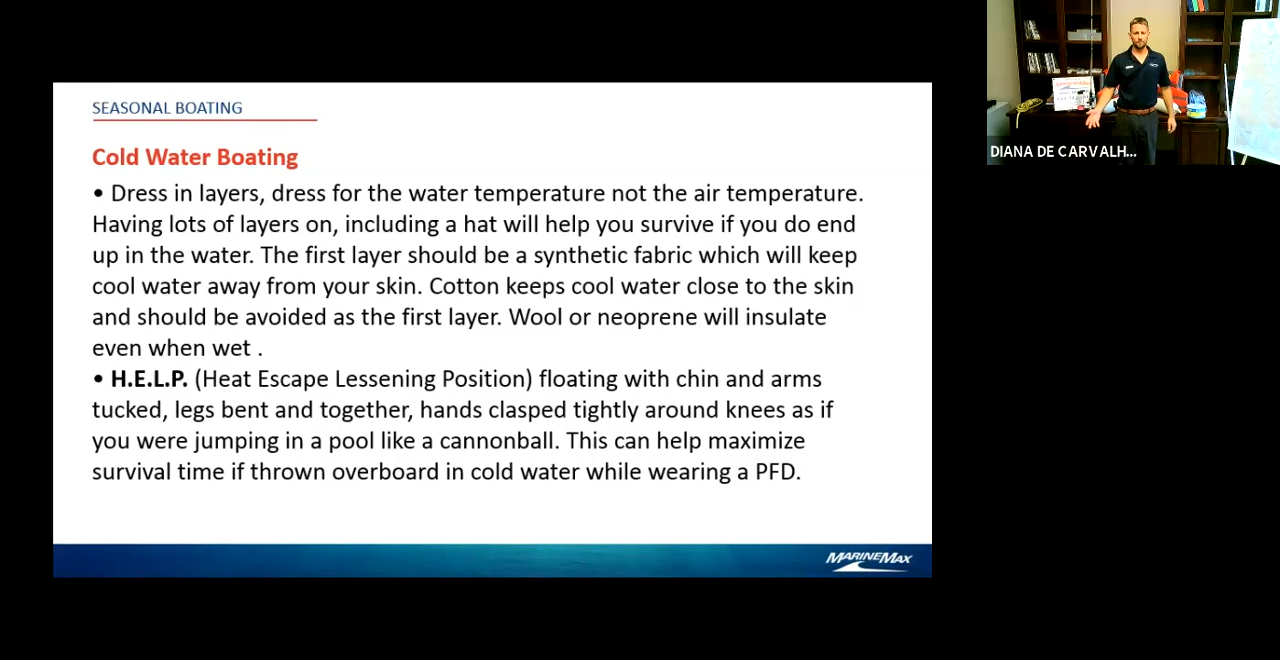 SEASONAL BOATING
Cold Water Boating
• Dress in layers, dress for the water temperature not the air temperature.
Having lots of layers on, including a hat will help you survive if you do end
up in the water. The first layer should be a synthetic fabric which will keep
cool water away from your skin. Cotton keeps cool water close to the skin
and should be avoided as the first layer. Wool or neoprene will insulate
even when wet .
• H.E.L.P. (Heat Escape Lessening Position) floating with chin and arms
tucked, legs bent and together, hands clasped tightly around knees as if
you were jumping in a pool like a cannonball. This can help maximize
survival time if thrown overboard in cold water while wearing a PFD.
MARINEMAX
DIANA DE CARVALH...